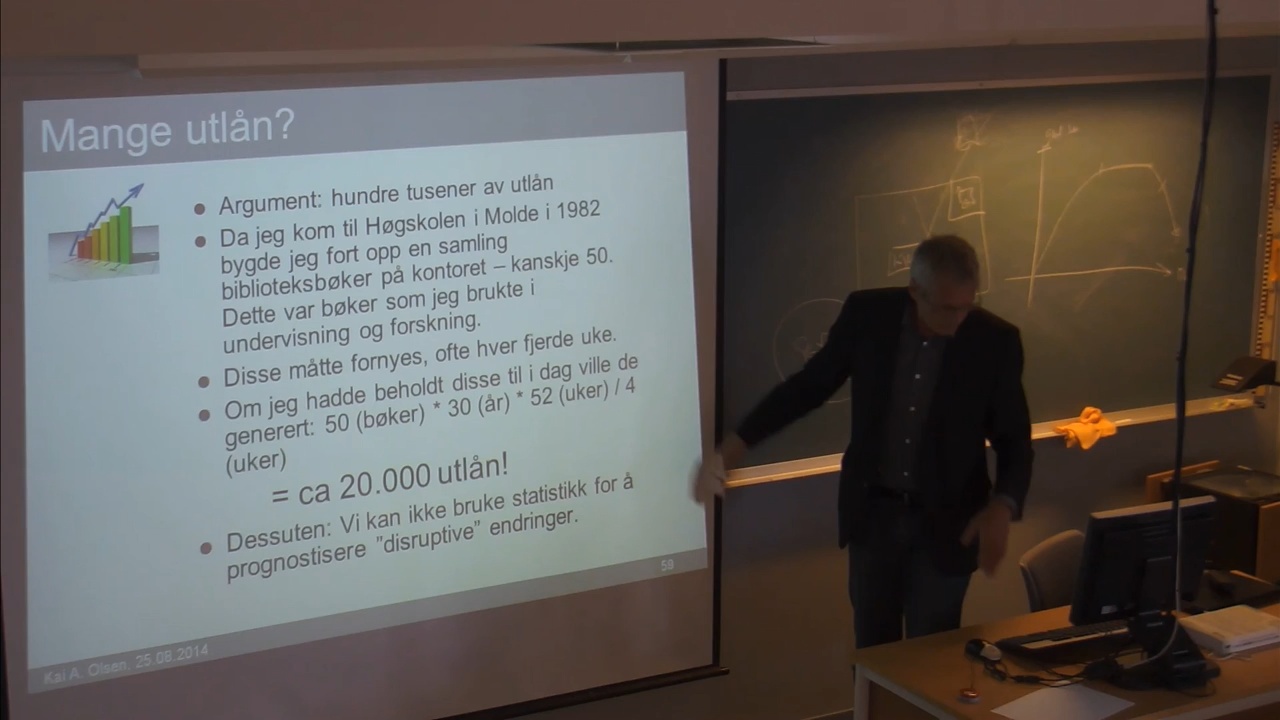 Mange utlån?
Argument: hundre tusener av utlån
Da jeg kom til Høgskolen i Molde i 1982
bygde jeg fort opp en samling
biblioteksbøker på kontoret – kanskje 50.
Dette var bøker som jeg brukte i
undervisning og forskning.
Disse måtte fornyes, ofte hver fjerde uke.
Om jeg hadde beholdt disse til i dag ville de
generert: 50 (bøker) * 30 (år) * 52 (uker) / 4
(uker)
= ca 20.000 utlån!
Dessuten: Vi kan ikke bruke statistikk for å
prognostisere ”disruptive” endringer.
59
Kai A. Olsen, 25.08.2014